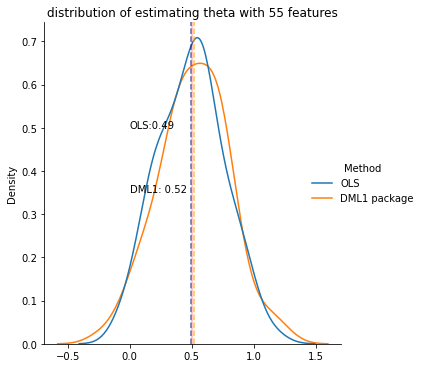 distribution of estimating theta with 55 features
0.7
0.6
0.5
0.4
0.3
0.2
0.1
0.0
Density
OLS:0.49
DML1: 0.52
Method
OLS
DML1 package
−0.5 0.0 0.5 1.0 1.5